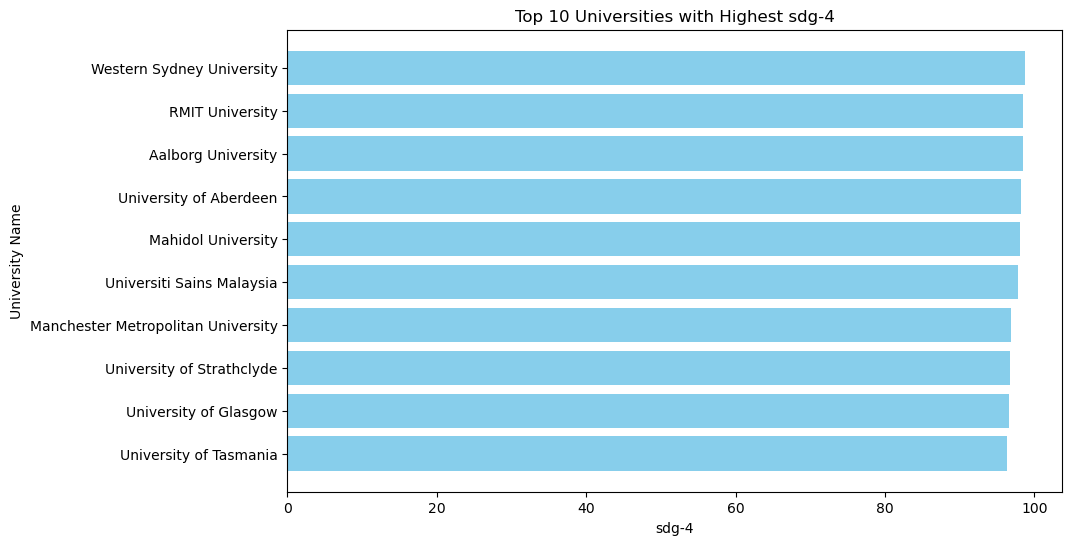 Top 10 Universities with Highest sdg-4
University Name
Western Sydney University
RMIT University
Aalborg University
University of Aberdeen
Mahidol University
Universiti Sains Malaysia
Manchester Metropolitan University
University of Strathclyde
University of Glasgow
University of Tasmania
0 20 40 60 80 100
sdg-4